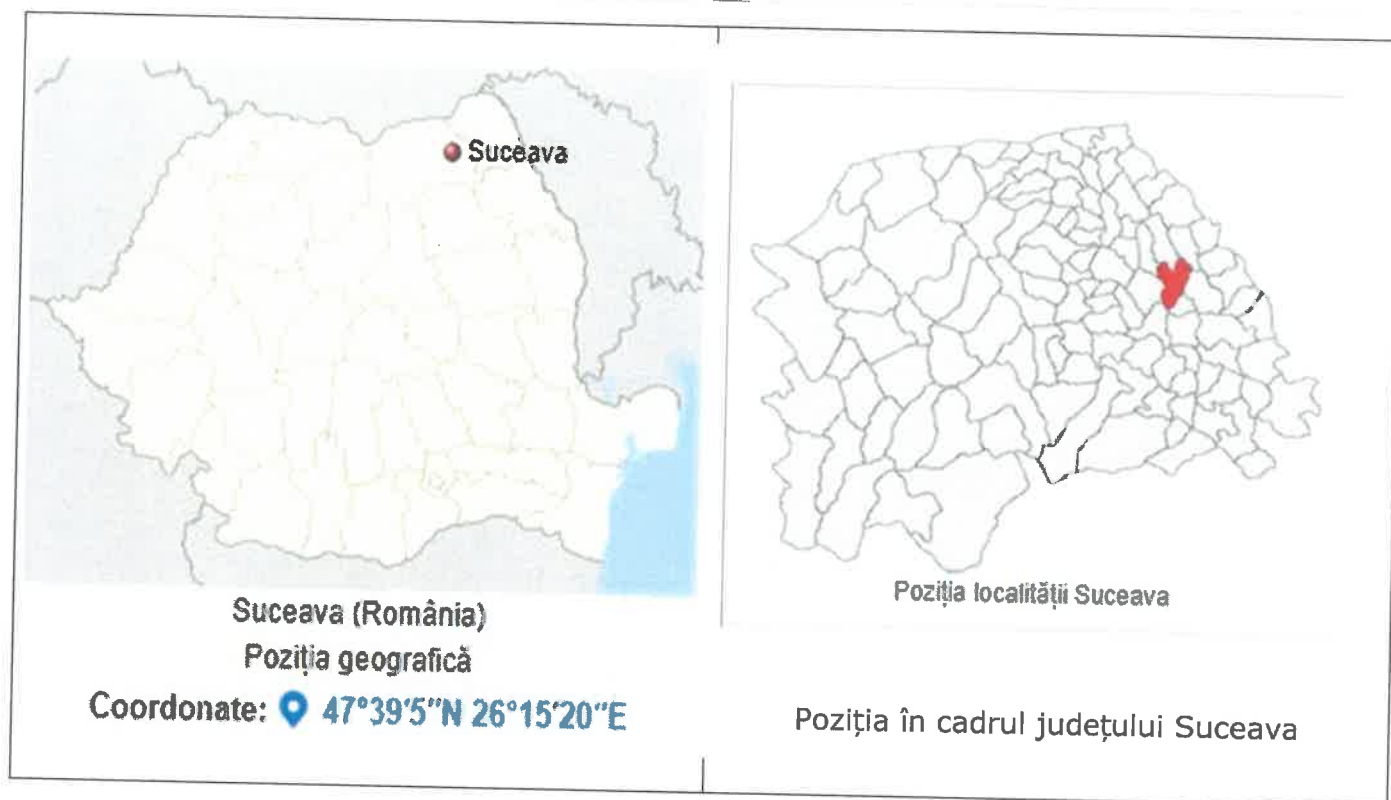 Suceava
Suceava (România)
Poziția geografică
Coordonate: 47°39′5″N 26°15′20″E
Poziția localității Suceava
Poziția în cadrul județului Suceava